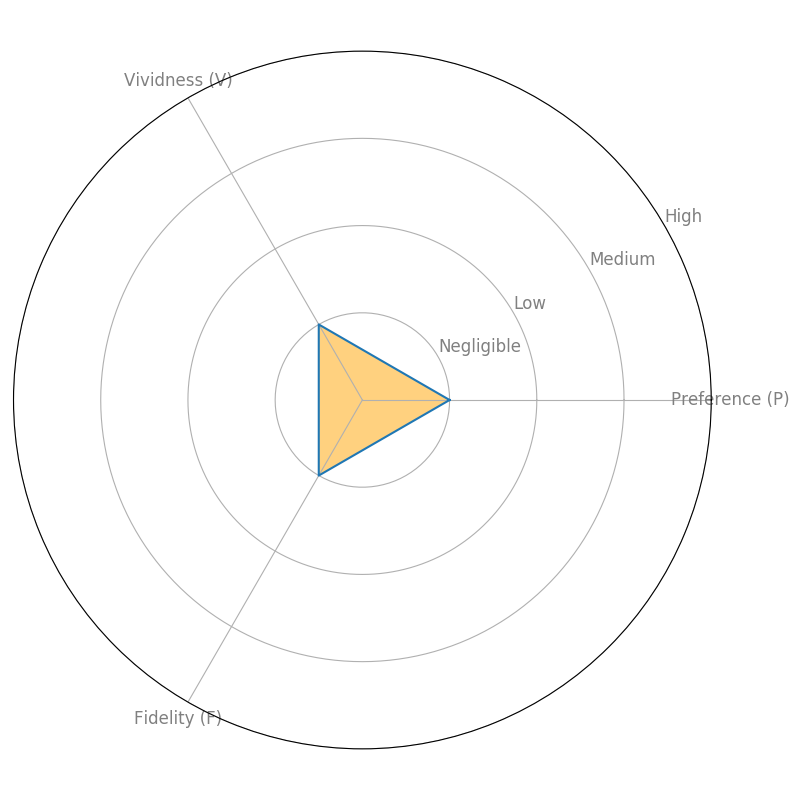 Vividness (V)
High
Medium
Low
Negligible
Preference (P)
Fidelity (F)